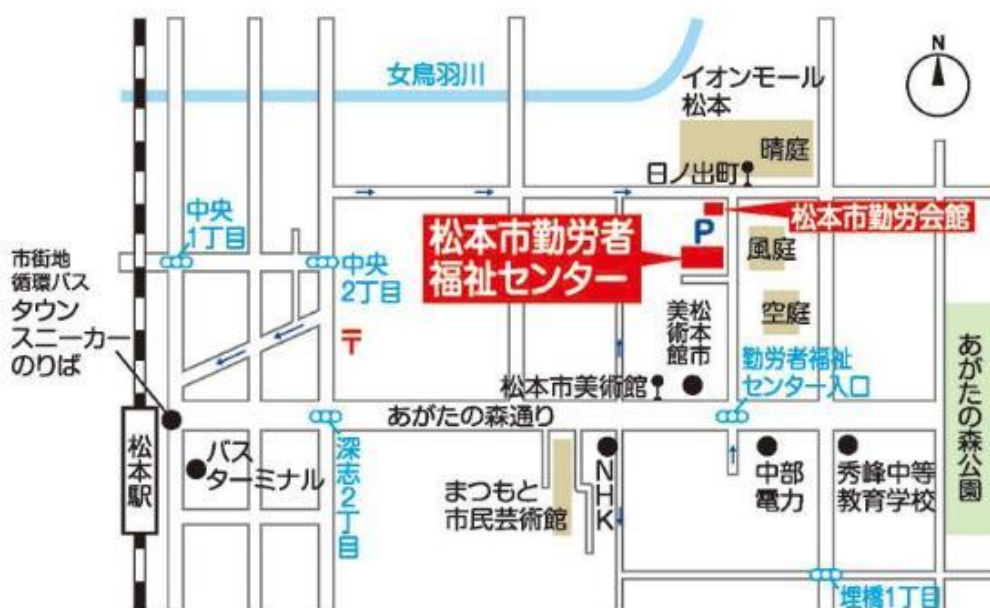 女鳥羽川
イオンモール
松本
晴庭
N
日ノ出町
中央
1丁目
松本市勤労者
福祉センター
P
松本市勤労会館
風庭
市街地
循環バス
タウン
スニーカー
のりば
中央
2丁目
〒
空庭
松本市
美術館
勤労者福祉
センター入口
松本市美術館
あがたの森通り
あがたの森公園
松本駅
バス
ターミナル
深志2丁目
まつもと
市民芸術館
NHK
中部
電力
秀峰中等
教育学校
埋橋1丁目